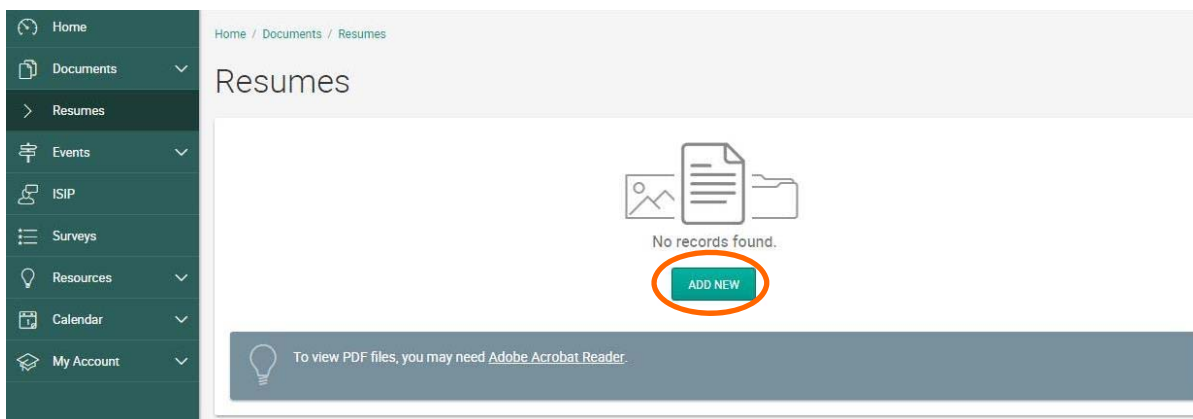 Home
Documents
Resumes
Events
ISIP
Surveys
Resources
Calendar
My Account
Home / Documents / Resumes
Resumes
No records found.
ADD NEW
To view PDF files, you may need Adobe Acrobat Reader.